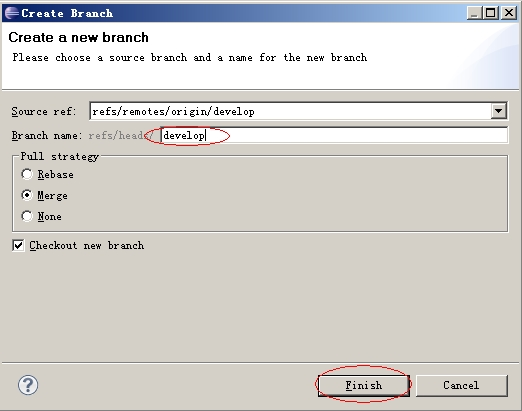 Create Branch
Create a new branch
Please choose a source branch and a name for the new branch
Source ref: refs/remotes/origin/develop
Branch name: refs/heads/ develop
Pull strategy
Rebase
Merge
None
Checkout new branch
?
Finish Cancel